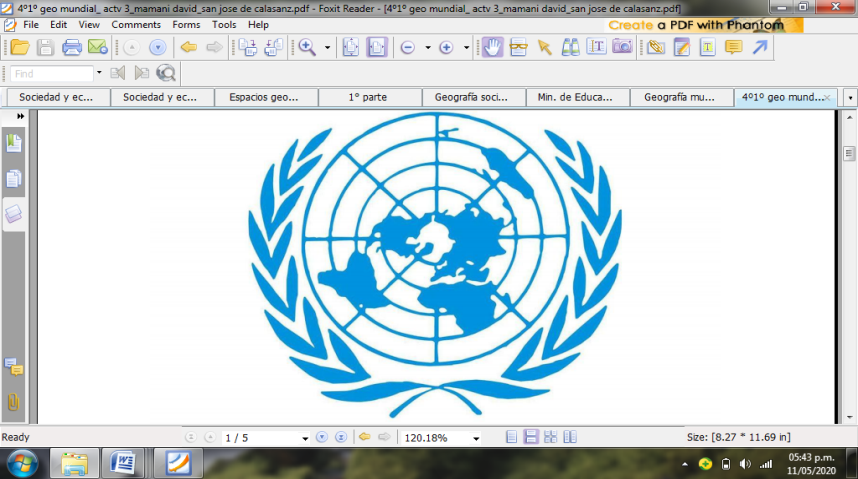 4º1º geo mundial_ actv 3_mamani david_san jose de calasanz.pdf - Foxit Reader - [4º1º geo mundial_ actv 3_mamani david_san jose de calasanz.pdf]
File Edit View Comments Forms Tools Help
Create a PDF with Phantom
Find
Sociedad y ec... Sociedad y ec... Espacios geo... 1º parte Geografía soci... Min. de Educa... Geografía mu... 4º1º geo mund...
Ready 1 / 5 120.18% Size: [8.27 * 11.69 in]
05:43 p.m.
11/05/2020